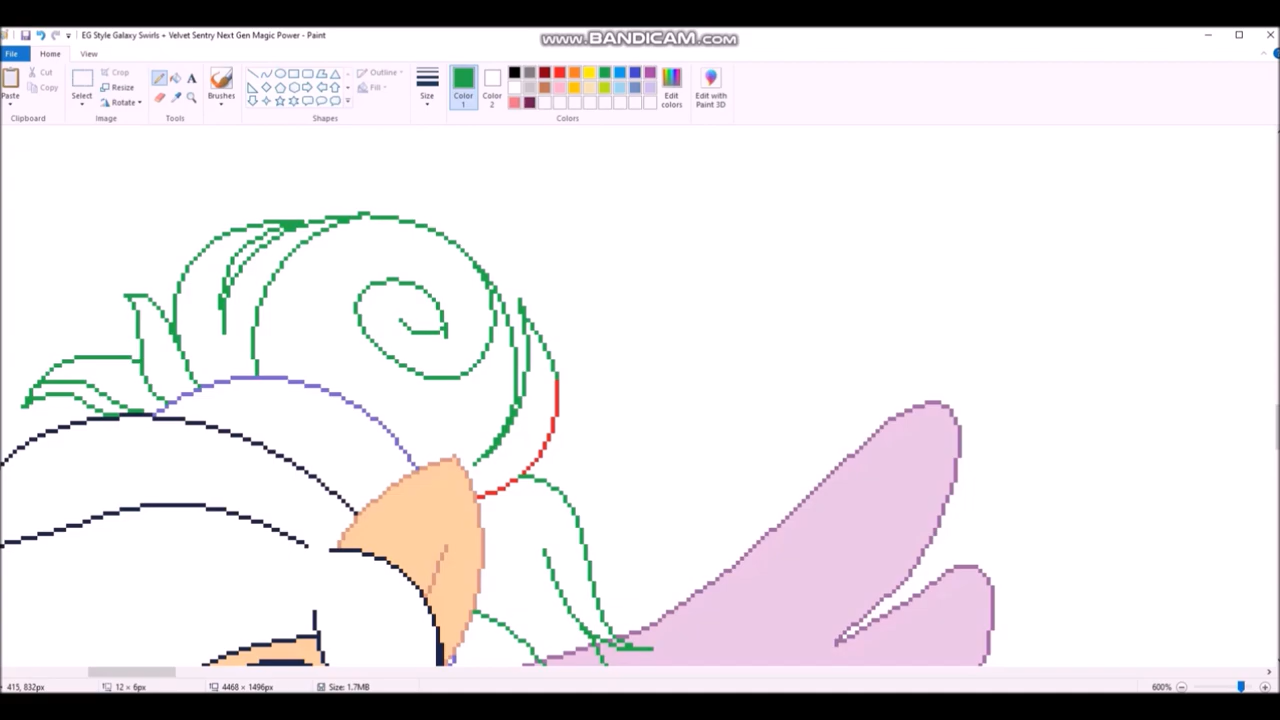 EG Style Galaxy Swirls + Velvet Sentry Next Gen Magic Power - Paint
www.BANDICAM.com
File Home View
Paste
Cut
Copy
Clipboard
Select
Crop
Resize
Rotate
Image
A
Tools
Brushes
Outline
Fill
Shapes
Size
Color 1
Color 2
Colors
Edit colors
Edit with Paint 3D
415, 832px 12 × 6px 4468 × 1496px Size: 1.7MB 600%